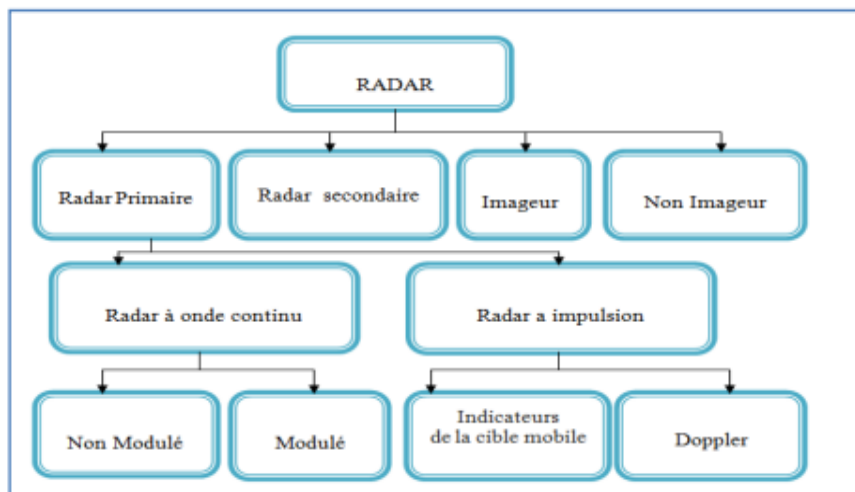 RADAR
Radar Primaire
Radar secondaire
Imageur
Non Imageur
Radar à onde continu
Radar a impulsion
Non Modulé
Modulé
Indicateurs
de la cible mobile
Doppler